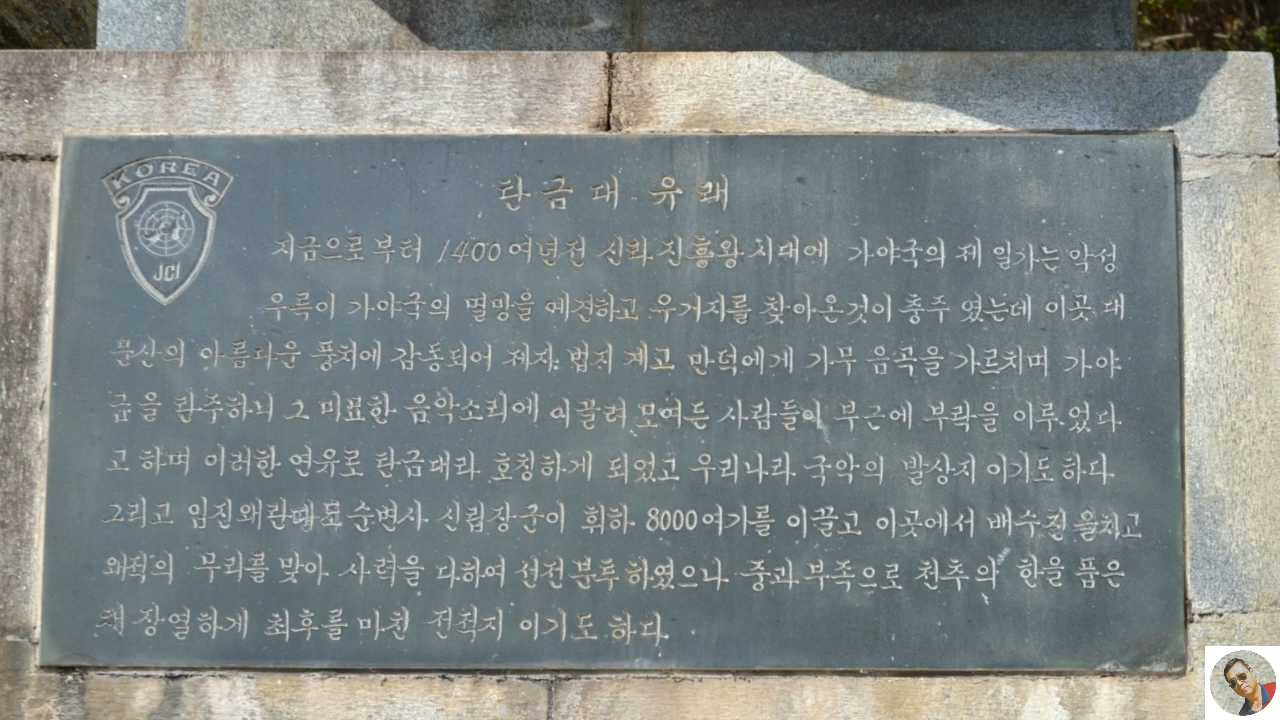 KOREA
JCI
탄금대 유래
지금으로부터 1400여년전 신라 진흥왕시대에 가야국의 제 일가는 악성
우륵이 가야국의 멸망을 예견하고 우거지를 찾아온것이 충주 였는데 이곳 대
문산의 아름다운 풍치에 감동되어 제자 법지 계고 만덕에게 가무 음곡을 가르치며 가야
금을 탄주하니 그 미묘한 음악소리에 이끌려 모여든 사람들이 부근에 부락을 이루었다
고 하며 이러한 연유로 탄금대라 호칭하게 되었고 우리나라 국악의 발상지 이기도 하다
그리고 임진왜란때 도순변사 신립장군이 휘하 8000여기를 이끌고 이곳에서 배수진을치고
왜적의 무리를 맞아 사력을 다하여 선전분투 하였으나 중과부족으로 천추의 한을 품은
채 장열하게 최후를 마친 전적지 이기도 하다